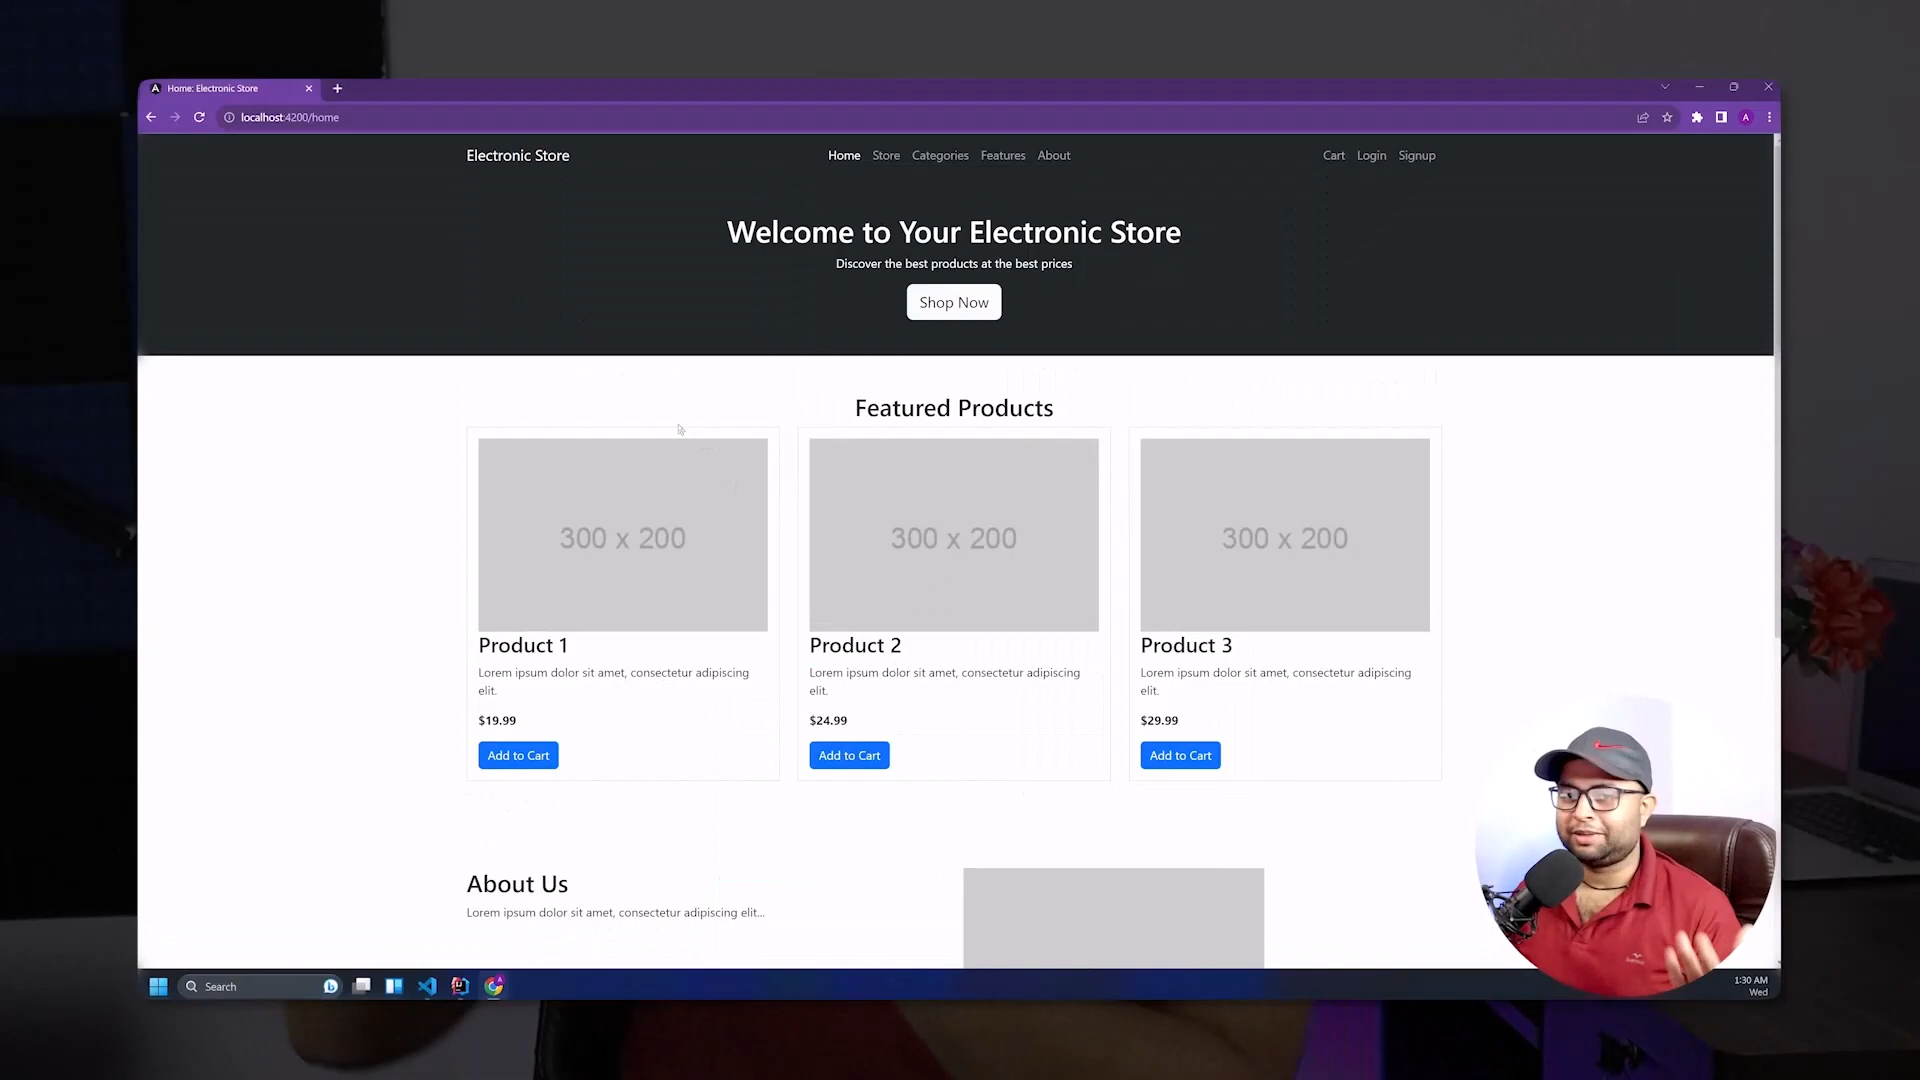 Home: Electronic Store
localhost:4200/home
A
Electronic Store
Home Store Categories Features About
Cart Login Signup
Welcome to Your Electronic Store
Discover the best products at the best prices
Shop Now
Featured Products
300 x 200
300 x 200
300 x 200
Product 1
Lorem ipsum dolor sit amet, consectetur adipiscing
elit.
$19.99
Add to Cart
Product 2
Lorem ipsum dolor sit amet, consectetur adipiscing
elit.
$24.99
Add to Cart
Product 3
Lorem ipsum dolor sit amet, consectetur adipiscing
elit.
$29.99
Add to Cart
About Us
Lorem ipsum dolor sit amet, consectetur adipiscing elit...
Search
1:30 AM
Wed